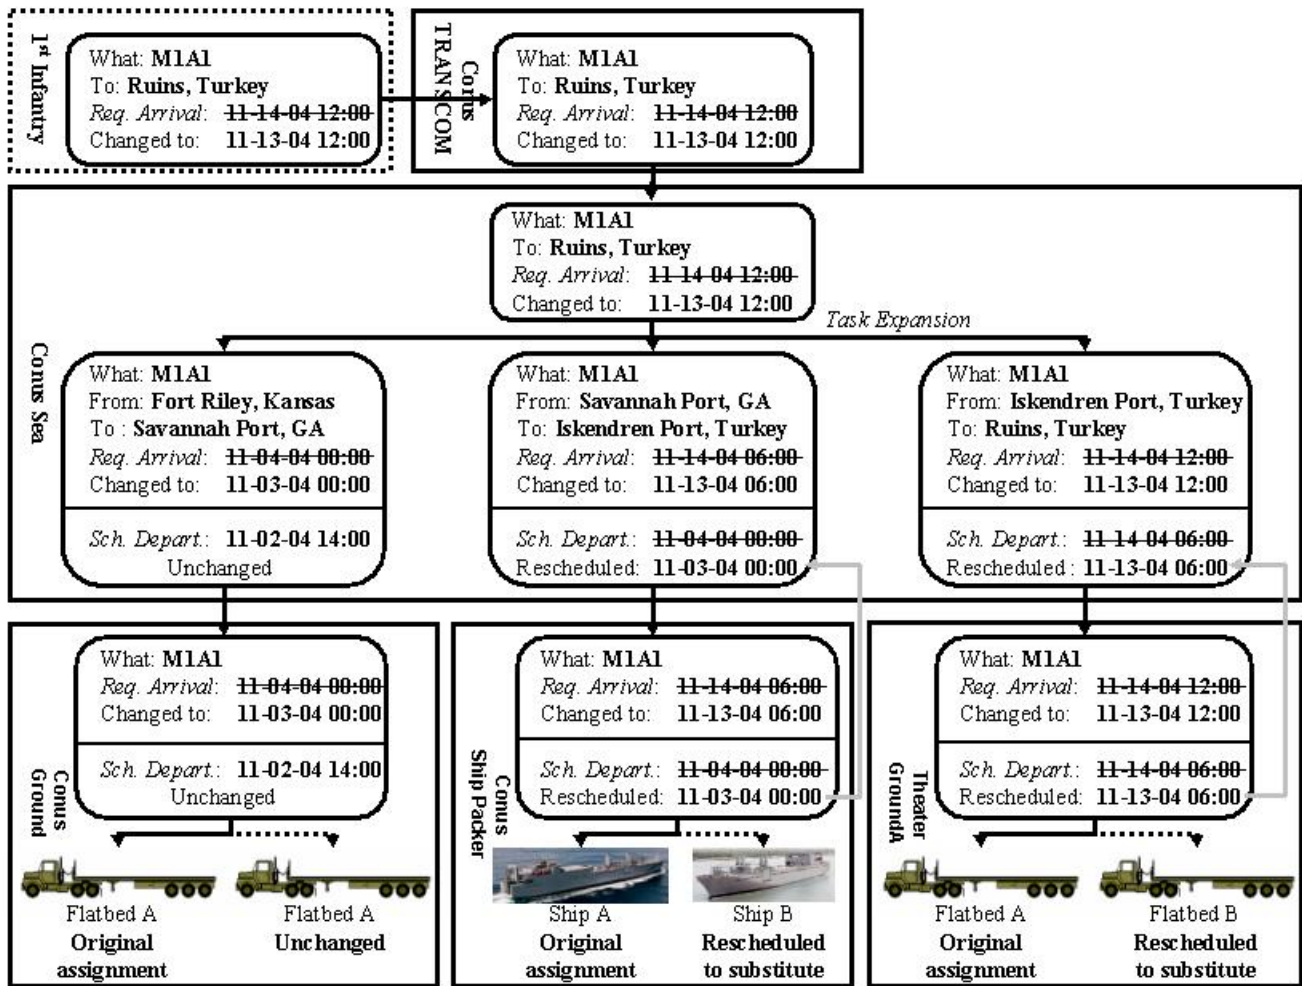 1st Infantry
What: M1A1
To: Ruins, Turkey
Req. Arrival: 11-14-04 12:00
Changed to: 11-13-04 12:00
Conus
TRANSCOM
What: M1A1
To: Ruins, Turkey
Req. Arrival: 11-14-04 12:00
Changed to: 11-13-04 12:00
Conus Sea
What: M1A1
To: Ruins, Turkey
Req. Arrival: 11-14-04 12:00
Changed to: 11-13-04 12:00
Task Expansion
What: M1A1
From: Fort Riley, Kansas
To : Savannah Port, GA
Req. Arrival: 11-04-04 00:00
Changed to: 11-03-04 00:00
Sch. Depart.: 11-02-04 14:00
Unchanged
What: M1A1
From: Savannah Port, GA
To: Iskendren Port, Turkey
Req. Arrival: 11-14-04 06:00
Changed to: 11-13-04 06:00
Sch. Depart.: 11-04-04 00:00
Rescheduled: 11-03-04 00:00
What: M1A1
From: Iskendren Port, Turkey
To: Ruins, Turkey
Req. Arrival: 11-14-04 12:00
Changed to: 11-13-04 12:00
Sch. Depart.: 11-14-04 06:00
Rescheduled : 11-13-04 06:00
Conus
Ground
What: M1A1
Req. Arrival: 11-04-04 00:00
Changed to: 11-03-04 00:00
Sch. Depart.: 11-02-04 14:00
Unchanged
Flatbed A
Original
assignment
Flatbed A
Unchanged
Conus
Ship Packer
What: M1A1
Req. Arrival: 11-14-04 06:00
Changed to: 11-13-04 06:00
Sch. Depart.: 11-04-04 00:00
Rescheduled: 11-03-04 00:00
Ship A
Original
assignment
Ship B
Rescheduled
to substitute
Theater
GroundA
What: M1A1
Req. Arrival: 11-14-04 12:00
Changed to: 11-13-04 12:00
Sch. Depart.: 11-14-04 06:00
Rescheduled: 11-13-04 06:00
Flatbed A
Original
assignment
Flatbed B
Rescheduled
to substitute